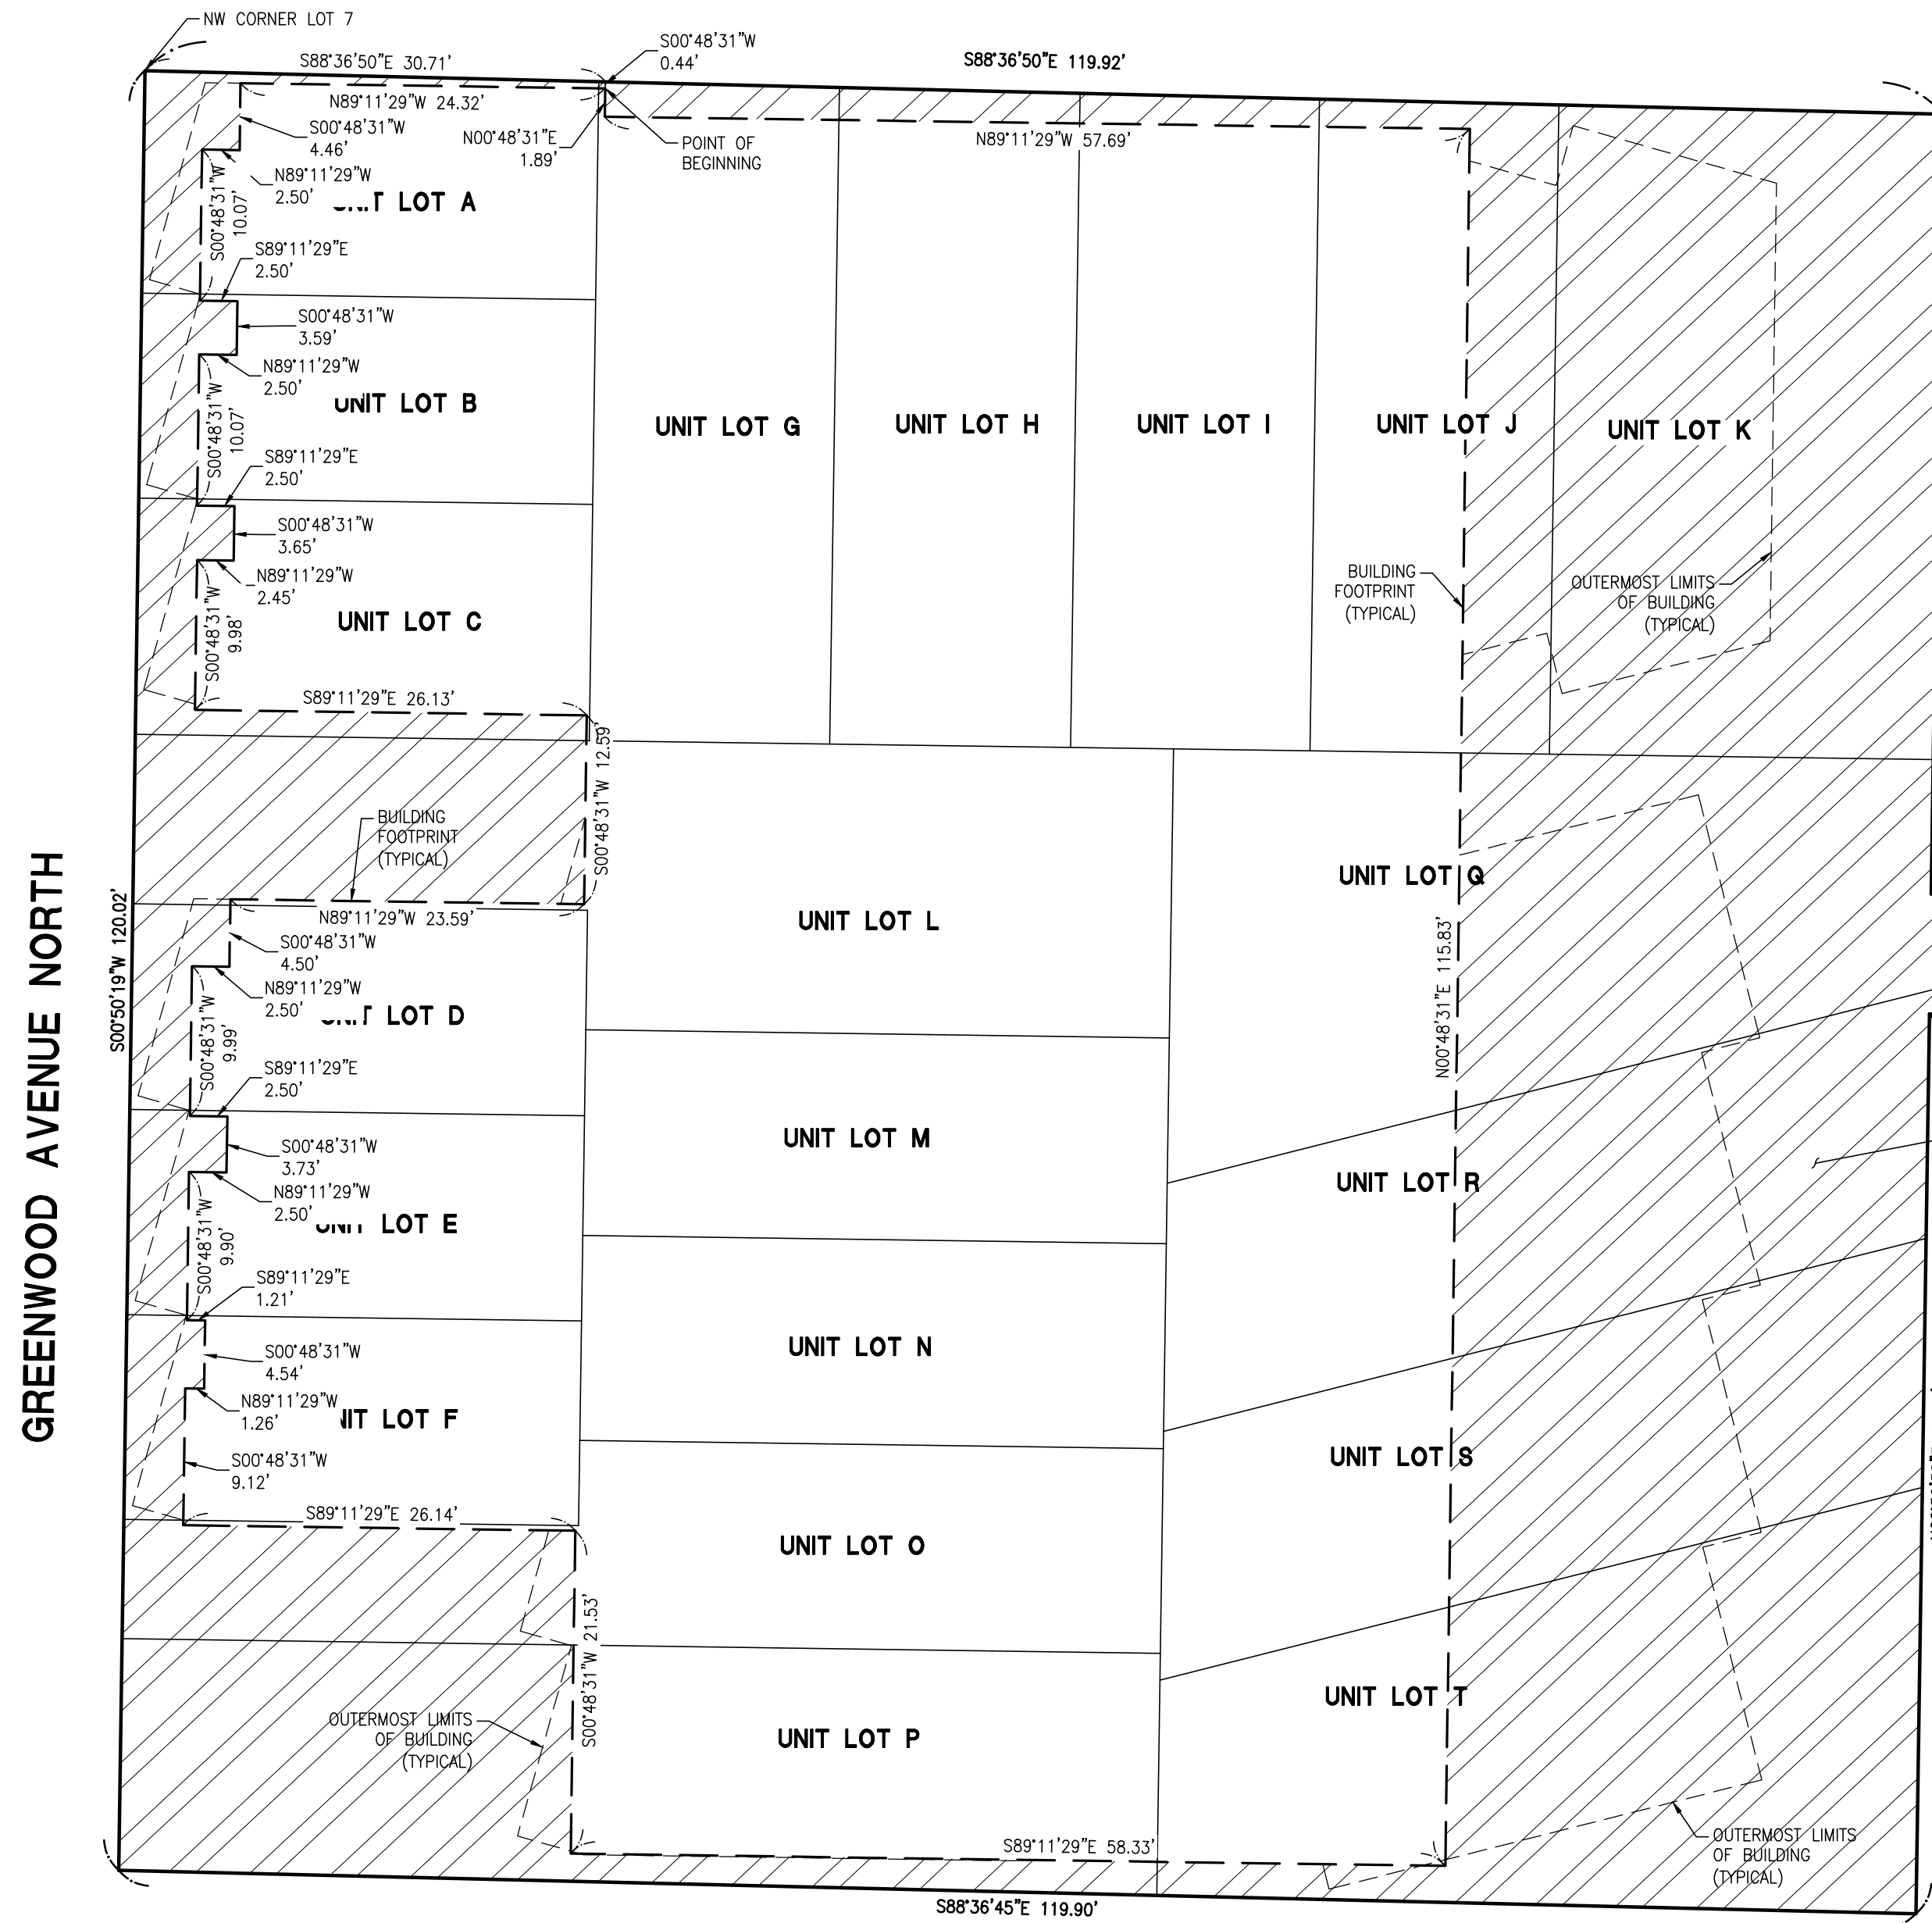 NW CORNER LOT 7
S88°36'50"E 30.71'
S00°48'31"W
0.44'
S88°36'50"E 119.92'
N89°11'29"W 24.32'
S00°48'31"W
4.46'
N00°48'31"E
1.89'
POINT OF
BEGINNING
N89°11'29"W 57.69'
N89°11'29"W
2.50'
UNIT LOT A
S00°48'31"W
10.07'
S89°11'29"E
2.50'
S00°48'31"W
3.59'
N89°11'29"W
2.50'
UNIT LOT B
S00°48'31"W
10.07'
UNIT LOT G
UNIT LOT H
UNIT LOT I
UNIT LOT J
UNIT LOT K
S89°11'29"E
2.50'
S00°48'31"W
3.65'
N89°11'29"W
2.45'
UNIT LOT C
S00°48'31"W
9.98'
BUILDING
FOOTPRINT
(TYPICAL)
OUTERMOST LIMITS
OF BUILDING
(TYPICAL)
S89°11'29"E 26.13'
S00°48'31"W 12.59'
BUILDING
FOOTPRINT
(TYPICAL)
GREENWOOD AVENUE NORTH
S00°50'19"W 120.02'
N89°11'29"W 23.59'
S00°48'31"W
4.50'
N89°11'29"W
2.50'
UNIT LOT D
S00°48'31"W
9.99'
UNIT LOT L
UNIT LOT Q
N00°48'31"E 115.83'
S89°11'29"E
2.50'
S00°48'31"W
3.73'
N89°11'29"W
2.50'
UNIT LOT E
S00°48'31"W
9.90'
UNIT LOT M
UNIT LOT R
S89°11'29"E
1.21'
S00°48'31"W
4.54'
N89°11'29"W
1.26'
UNIT LOT F
S00°48'31"W
9.12'
UNIT LOT N
UNIT LOT S
S89°11'29"E 26.14'
UNIT LOT O
S00°48'31"W 21.53'
OUTERMOST LIMITS
OF BUILDING
(TYPICAL)
UNIT LOT P
UNIT LOT T
S89°11'29"E 58.33'
OUTERMOST LIMITS
OF BUILDING
(TYPICAL)
S88°36'45"E 119.90'